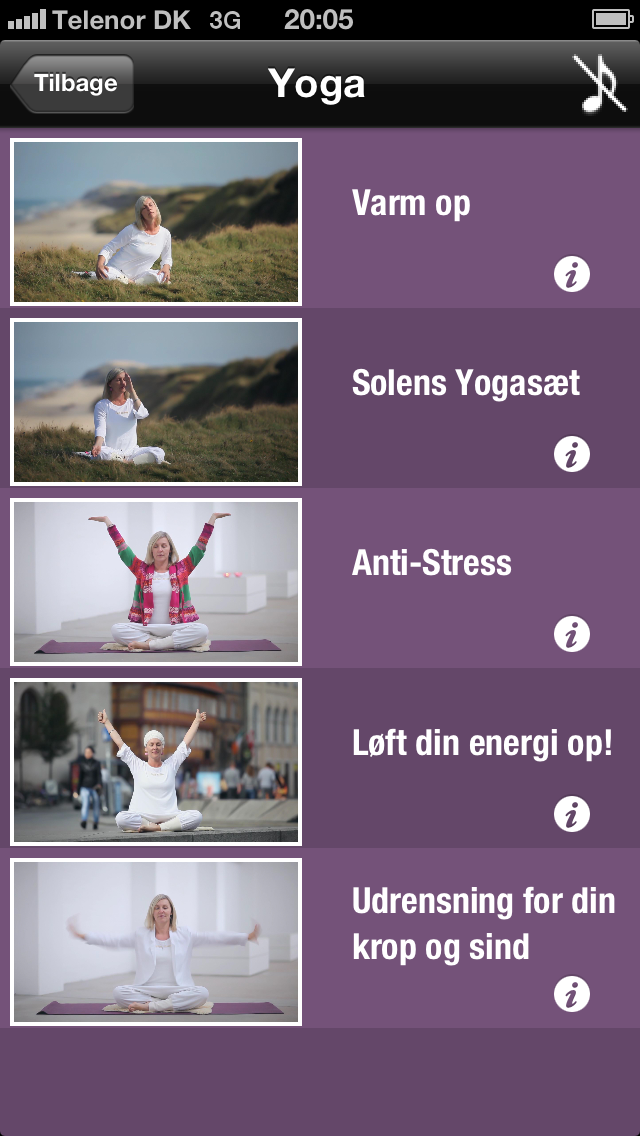 Telenor DK 3G 20:05
Tilbage Yoga
Varm op
Solens Yogasæt
Anti-Stress
Løft din energi op!
Udrensning for din
krop og sind